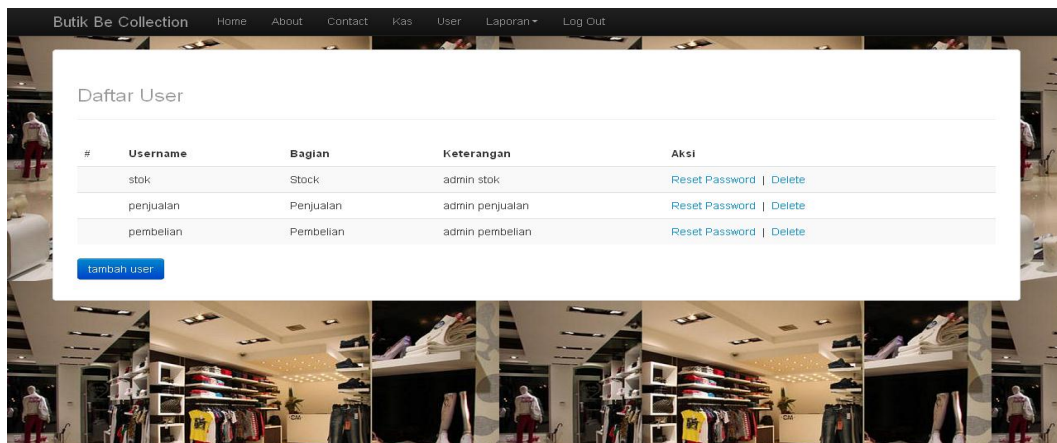 Butik Be Collection Home About Contact Kas User Laporan Log Out
Daftar User
# Username Bagian Keterangan Aksi
stok Stock admin stok Reset Password | Delete
penjualan Penjualan admin penjualan Reset Password | Delete
pembelian Pembelian admin pembelian Reset Password | Delete
tambah user